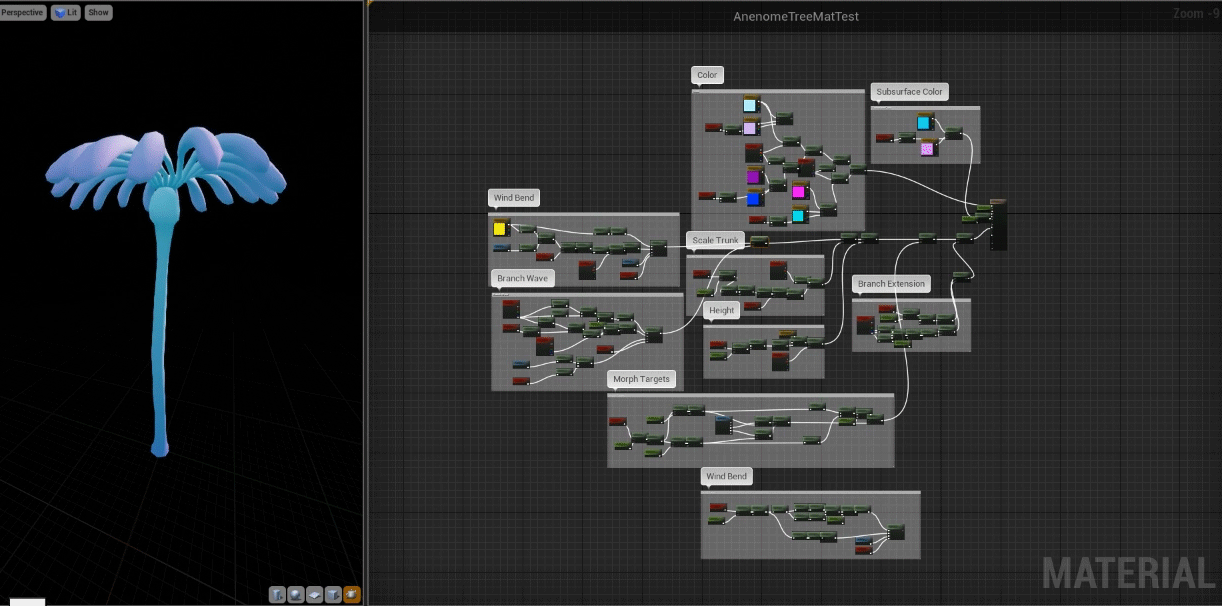 Perspective
Lit
Show
AnenomeTreeMatTest
Zoom -9
Color
Subsurface Color
Wind Bend
Scale Trunk
Branch Wave
Branch Extension
Height
Morph Targets
Wind Bend
MATERIAL